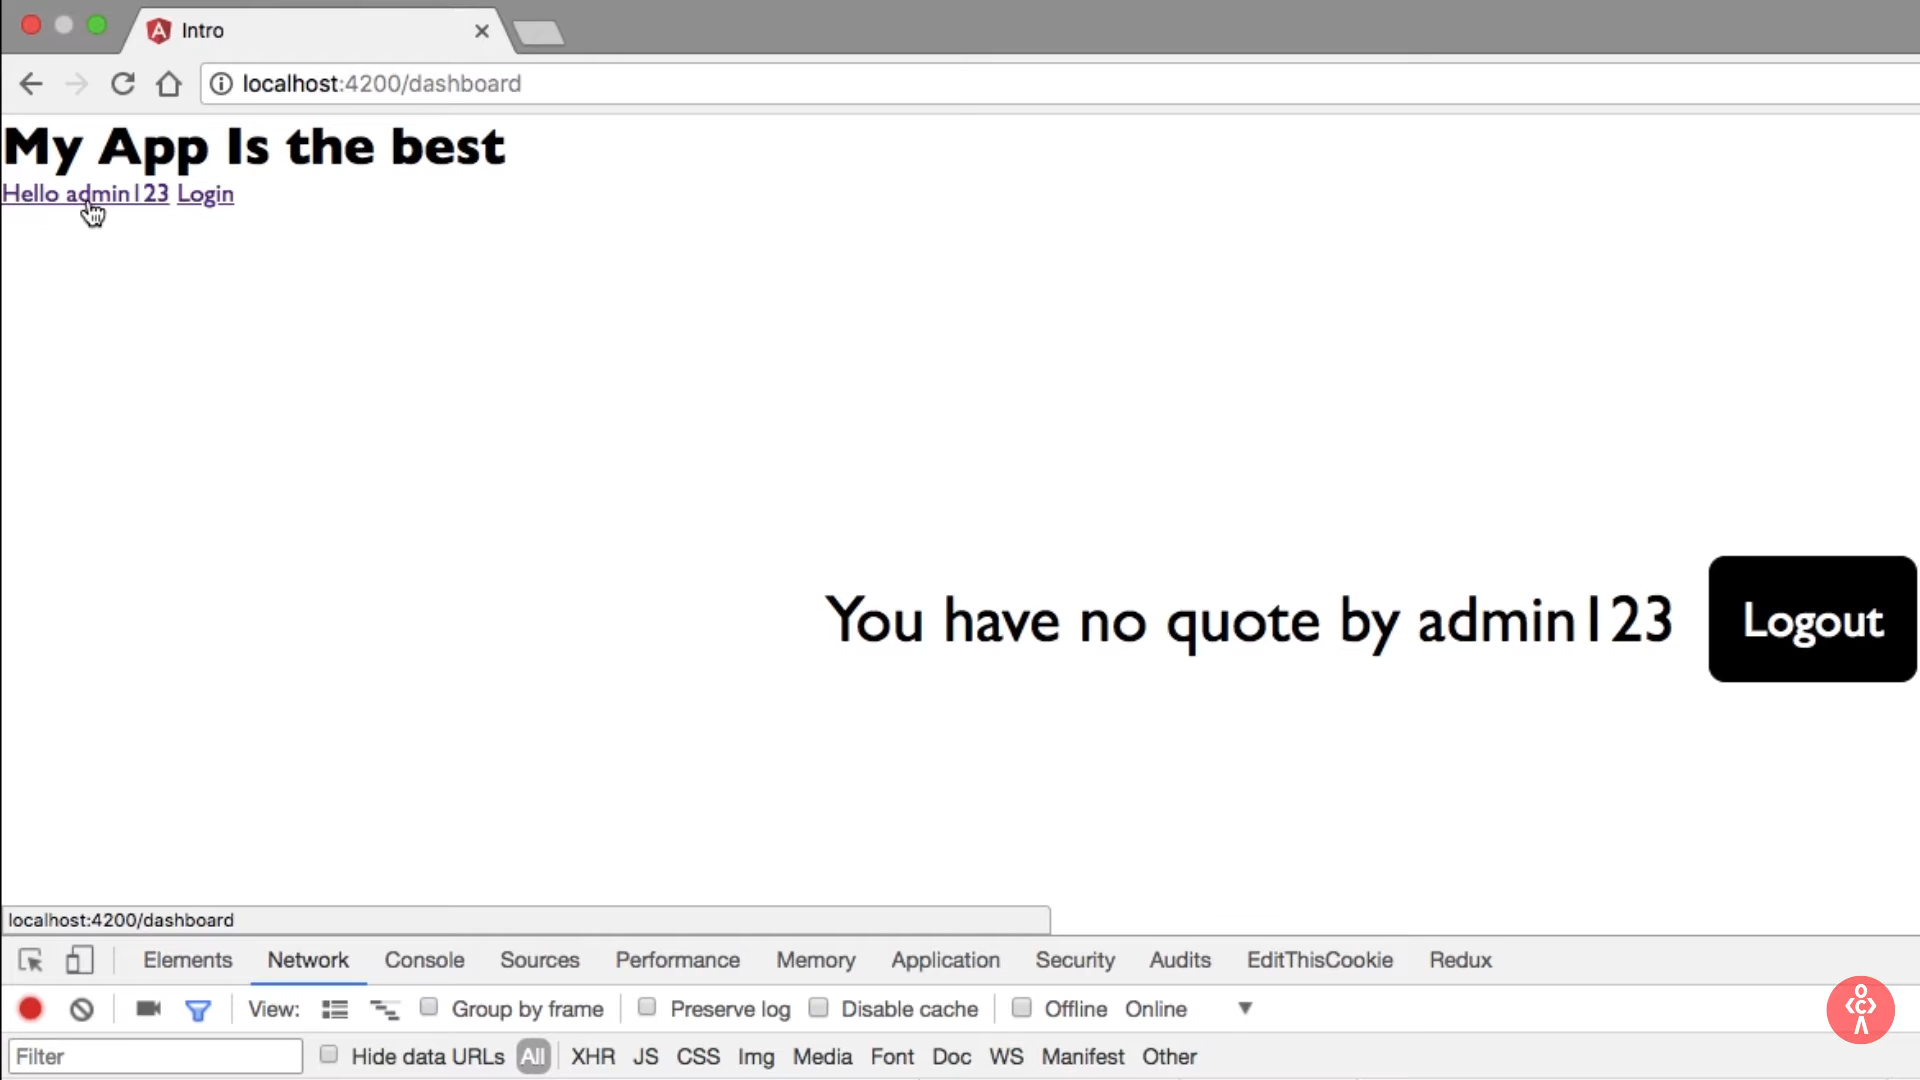 Intro
localhost:4200/dashboard
My App Is the best
Hello admin123 Login
You have no quote by admin123 Logout
localhost:4200/dashboard
Elements Network Console Sources Performance Memory Application Security Audits EditThisCookie Redux
View: Group by frame Preserve log Disable cache Offline Online
Filter Hide data URLs All XHR JS CSS Img Media Font Doc WS Manifest Other